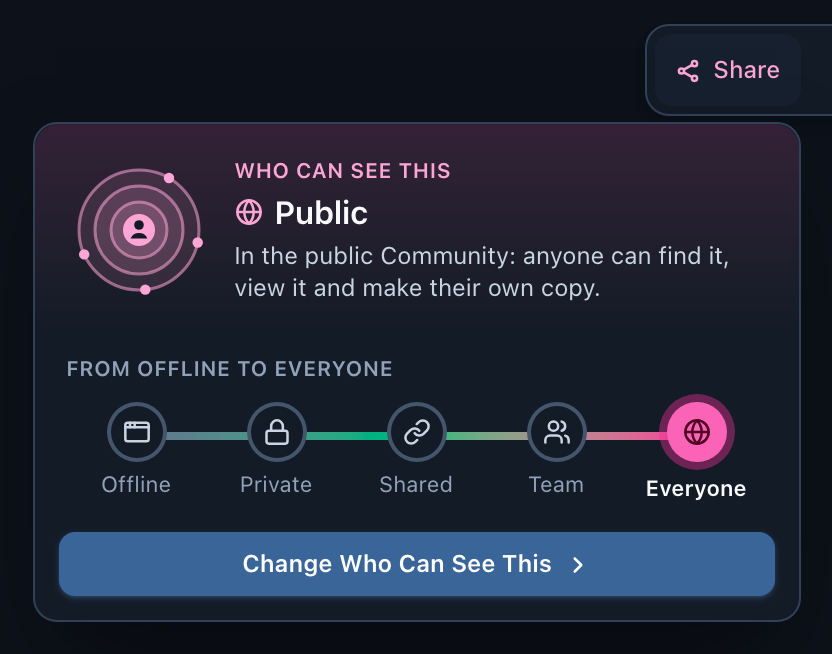 Share
WHO CAN SEE THIS
Public
In the public Community: anyone can find it,
view it and make their own copy.
FROM OFFLINE TO EVERYONE
Offline
Private
Shared
Team
Everyone
Change Who Can See This